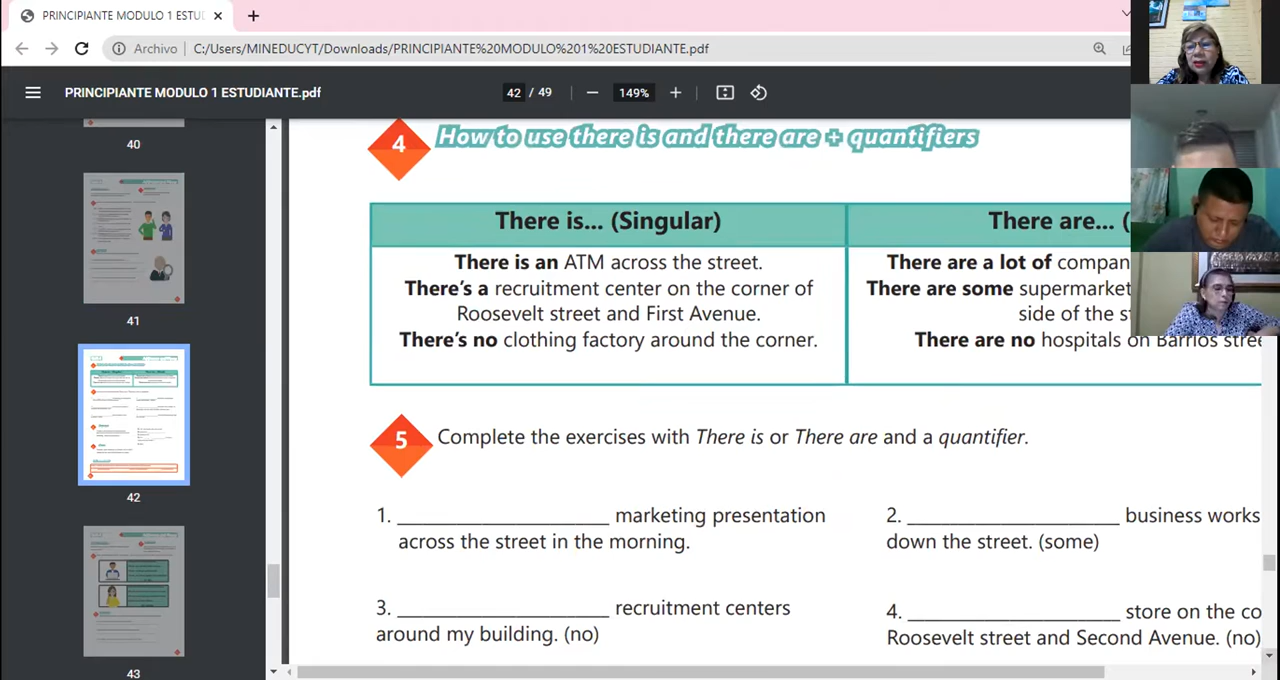 PRINCIPIANTE MODULO 1 ESTU
Archivo C:/Users/MINEDUCYT/Downloads/PRINCIPIANTE%20MODULO%201%20ESTUDIANTE.pdf
PRINCIPIANTE MODULO 1 ESTUDIANTE.pdf
42 / 49
149%
40
41
42
43
4 How to use there is and there are + quantifiers
There is... (Singular)
There is an ATM across the street.
There's a recruitment center on the corner of
Roosevelt street and First Avenue.
There's no clothing factory around the corner.
There are... (
There are a lot of compan
There are some supermarket
side of the s
There are no hospitals on Barrios stree
5 Complete the exercises with There is or There are and a quantifier.
1. ____________________ marketing presentation
across the street in the morning.
2. ____________________ business works
down the street. (some)
3. ____________________ recruitment centers
around my building. (no)
4. ____________________ store on the co
Roosevelt street and Second Avenue. (no)